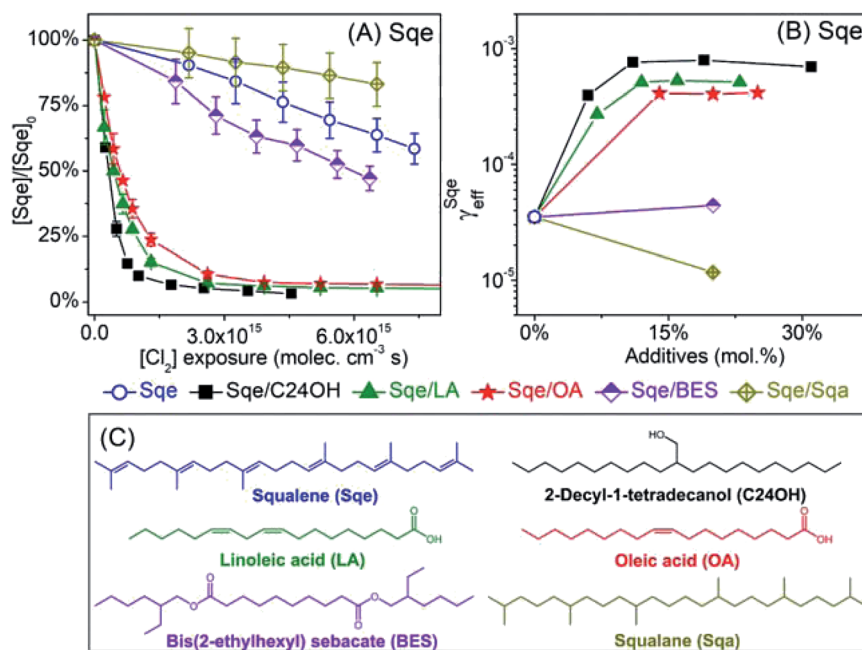 (A) Sqe
100%
75%
50%
25%
0%
[Sqe]/[Sqe]0
0.0 3.0x10^15 6.0x10^15
[Cl2] exposure (molec. cm^-3 s)
(B) Sqe
10^-3
10^-4
10^-5
γeff^Sqe
0% 15% 30%
Additives (mol.%)
Sqe Sqe/C24OH Sqe/LA Sqe/OA Sqe/BES Sqe/Sqa
(C)
Squalene (Sqe)
HO
2-Decyl-1-tetradecanol (C24OH)
O
OH
Linoleic acid (LA)
O
OH
Oleic acid (OA)
O
O
O
O
Bis(2-ethylhexyl) sebacate (BES)
Squalane (Sqa)